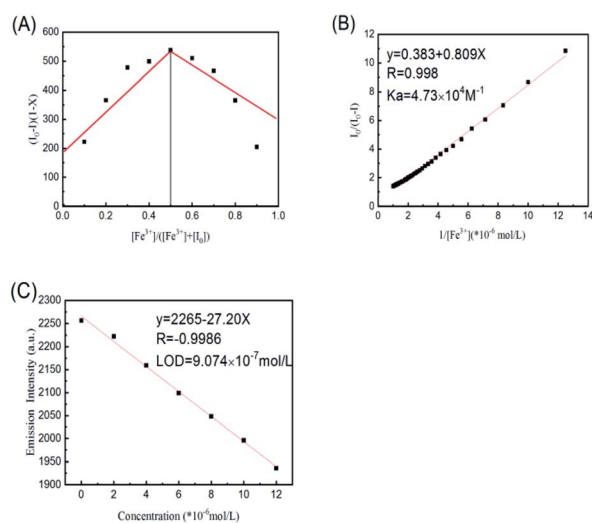 (A)
600
500
400
300
200
100
0
(I₀-I)(1-X)
0.0 0.2 0.4 0.6 0.8 1.0
[Fe³⁺]/([Fe³⁺]+[I₀])
(B)
y=0.383+0.809X
R=0.998
Ka=4.73×10⁴M⁻¹
12
10
8
6
4
2
0
I₀/(I₀-I)
2 4 6 8 10 12
1/[Fe³⁺](*10⁻⁶ mol/L)
(C)
y=2265-27.20X
R=-0.9986
LOD=9.074×10⁻⁷mol/L
2300
2250
2200
2150
2100
2050
2000
1950
1900
Emission Intensity (a.u.)
0 2 4 6 8 10 12
Concentration (*10⁻⁶mol/L)